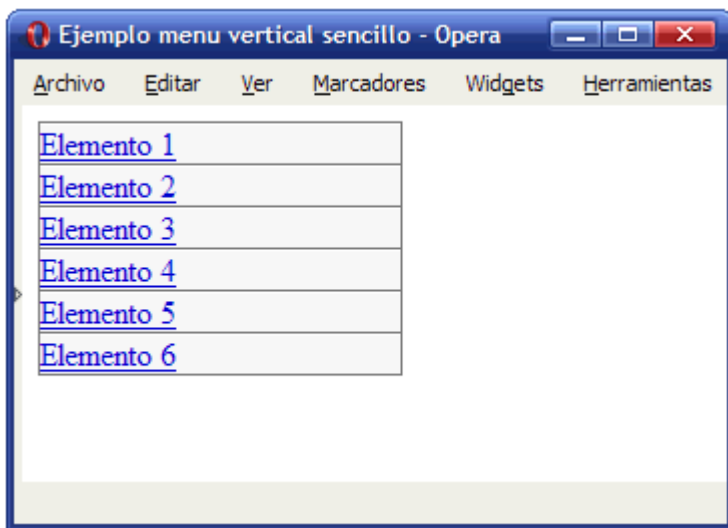 Ejemplo menu vertical sencillo - Opera
Archivo Editar Ver Marcadores Widgets Herramientas
Elemento 1
Elemento 2
Elemento 3
Elemento 4
Elemento 5
Elemento 6